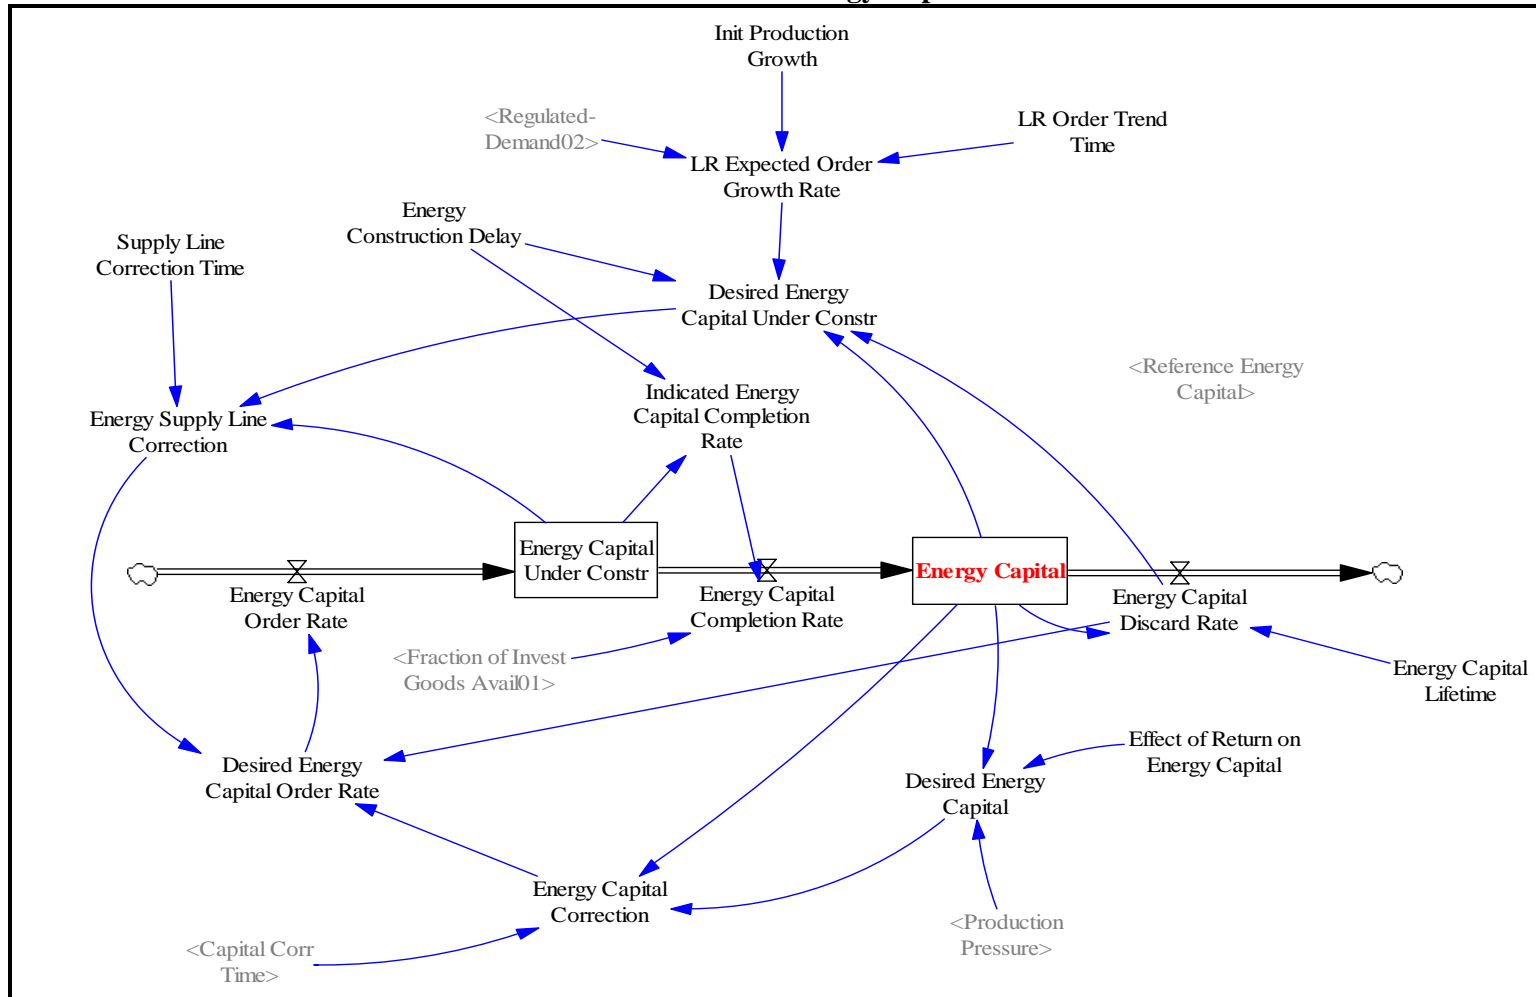 Init Production
Growth
<Regulated-
Demand02>
LR Order Trend
Time
LR Expected Order
Growth Rate
Energy
Construction Delay
Supply Line
Correction Time
Desired Energy
Capital Under Constr
<Reference Energy
Capital>
Indicated Energy
Capital Completion
Rate
Energy Supply Line
Correction
Energy Capital
Under Constr
Energy Capital
Energy Capital
Order Rate
Energy Capital
Completion Rate
Energy Capital
Discard Rate
<Fraction of Invest
Goods Avail01>
Energy Capital
Lifetime
Effect of Return on
Energy Capital
Desired Energy
Capital Order Rate
Desired Energy
Capital
Energy Capital
Correction
<Production
Pressure>
<Capital Corr
Time>